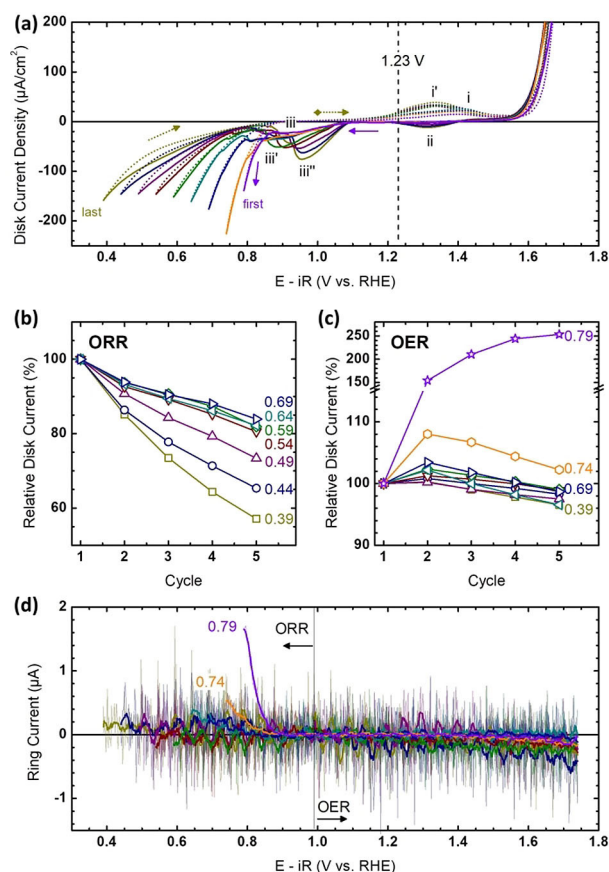 (a)
200
100
0
-100
-200
Disk Current Density (µA/cm²)
1.23 V
i'
i
ii
iii
iii'
iii"
last
first
0.4 0.6 0.8 1.0 1.2 1.4 1.6 1.8
E - iR (V vs. RHE)
(b)
ORR
100
80
60
Relative Disk Current (%)
0.69
0.64
0.59
0.54
0.49
0.44
0.39
1 2 3 4 5
Cycle
(c)
OER
250
150
110
100
90
Relative Disk Current (%)
0.79
0.74
0.69
0.39
1 2 3 4 5
Cycle
(d)
2
1
0
-1
Ring Current (µA)
0.79
0.74
ORR
OER
0.4 0.6 0.8 1.0 1.2 1.4 1.6 1.8
E - iR (V vs. RHE)